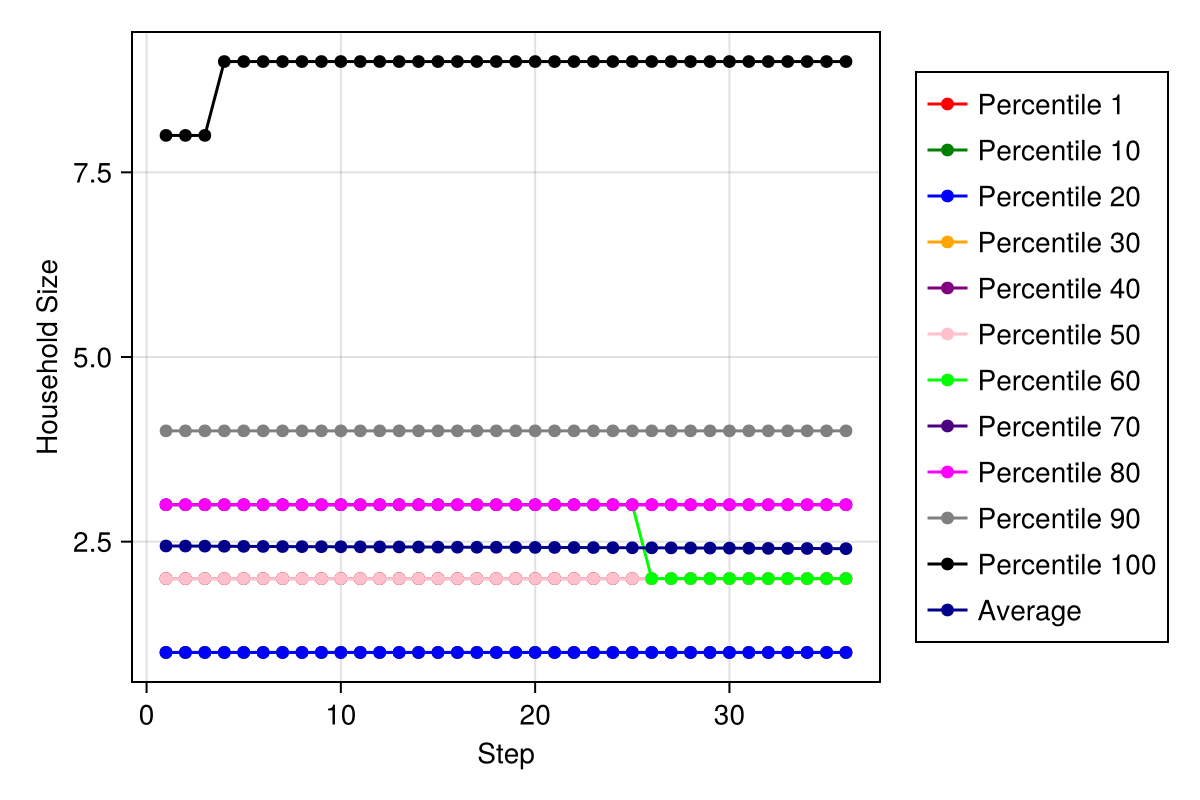 7.5
5.0
2.5
Household Size
0 10 20 30
Step
Percentile 1
Percentile 10
Percentile 20
Percentile 30
Percentile 40
Percentile 50
Percentile 60
Percentile 70
Percentile 80
Percentile 90
Percentile 100
Average